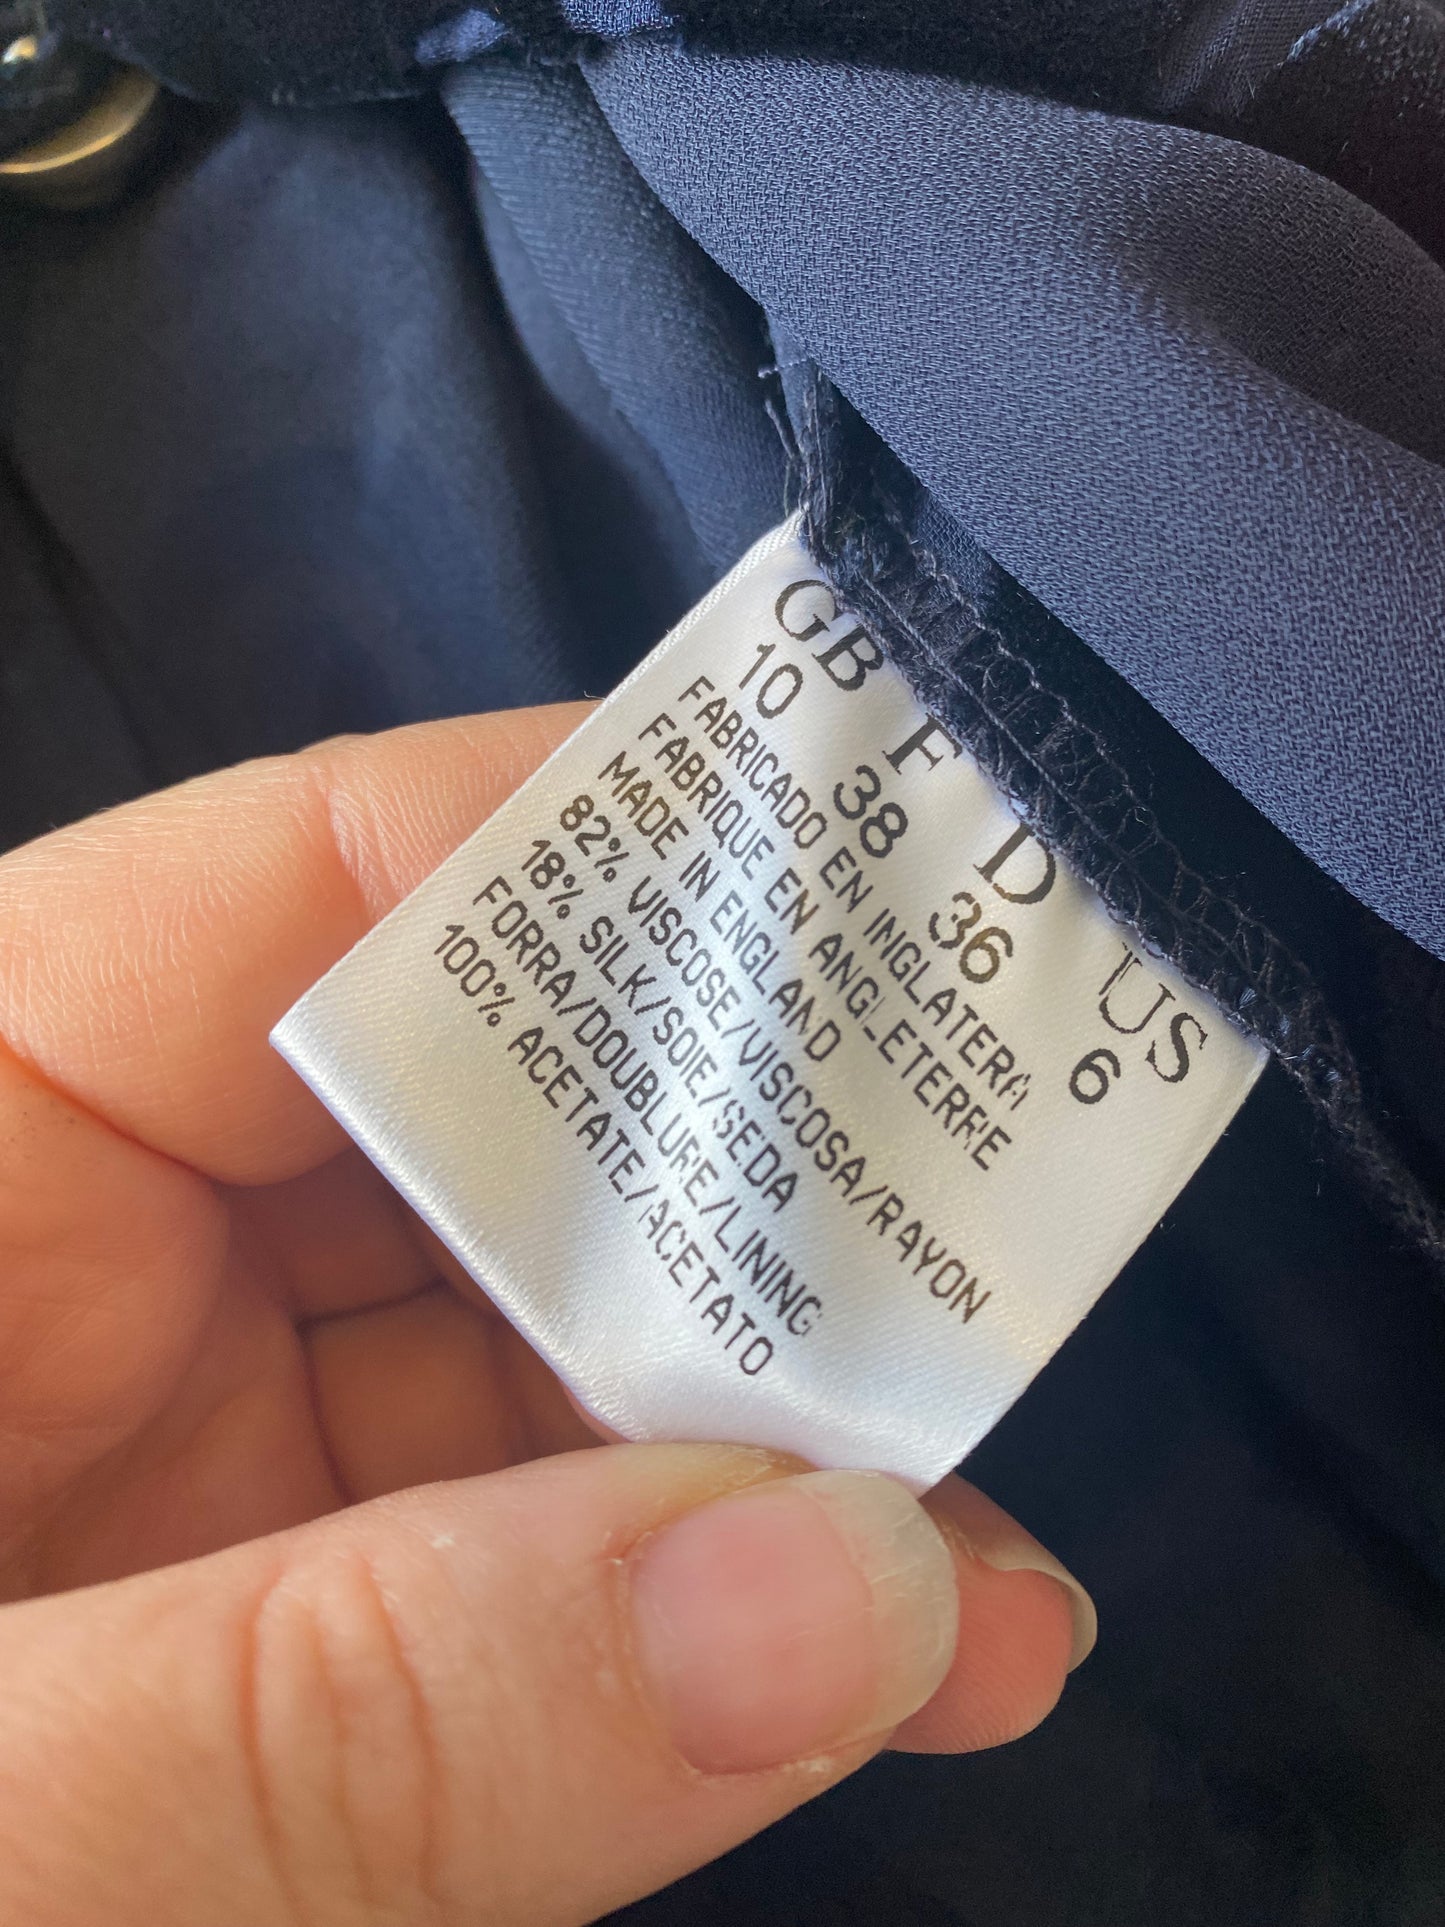 GB F D US
10 38 36 6
FABRICADO EN INGLATERA
FABRIQUE EN ANGLETERRE
MADE IN ENGLAND
82% VISCOSE/VISCOSA/RAYON
18% SILK/SOIE/SEDA
FORRA/DOUBLURE/LINING
100% ACETATE/ACETATO